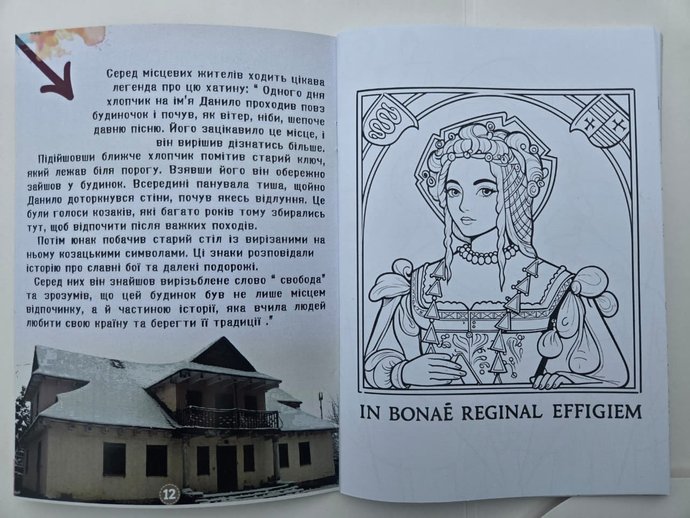 Серед місцевих жителів ходить цікава
легенда про цю хатину: “ Одного дня
хлопчик на ім'я Данило проходив повз
будиночок і почув, як вітер, ніби, шепоче
давню пісню. Його зацікавило це місце, і
він вирішив дізнатись більше.
Підійшовши ближче хлопчик помітив старий ключ,
який лежав біля порогу. Взявши його він обережно
зайшов у будинок. Всередині панувала тиша, щойно
Данило доторкнувся стіни, почув якесь відлуння. Це
були голоси козаків, які багато років тому збирались
тут, щоб відпочити після важких походів.
Потім юнак побачив старий стіл із вирізаними на
ньому козацькими символами. Ці знаки розповідали
історію про славні бої та далекі подорожі.
Серед них він знайшов вирізьблене слово “ свобода”
та зрозумів, що цей будинок був не лише місцем
відпочинку, а й частиною історії, яка вчила людей
любити свою країну та берегти її традиції .”
12
IN BONAÉ REGINAL EFFIGIEM